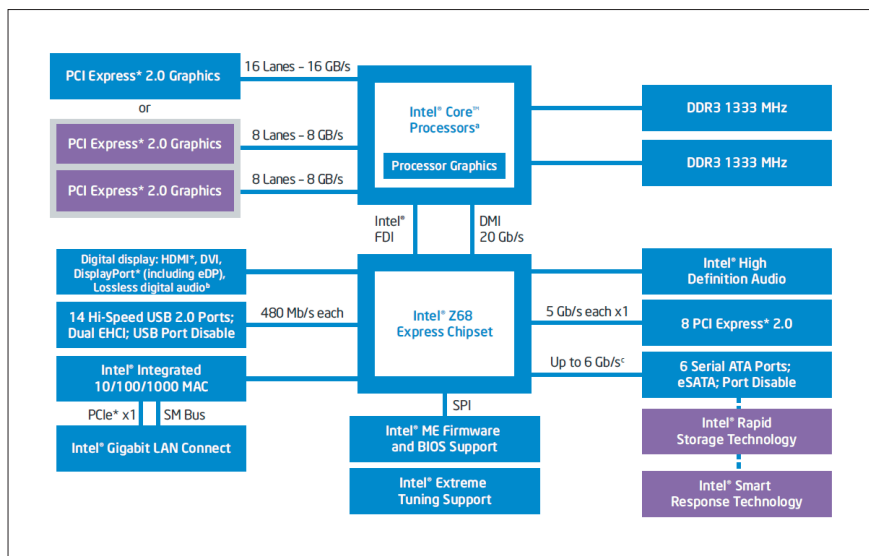 16 Lanes – 16 GB/s
PCI Express* 2.0 Graphics
or
8 Lanes – 8 GB/s
PCI Express* 2.0 Graphics
8 Lanes – 8 GB/s
PCI Express* 2.0 Graphics
Intel® Core™
Processorsᵃ
Processor Graphics
DDR3 1333 MHz
DDR3 1333 MHz
Intel®
FDI
DMI
20 Gb/s
Digital display: HDMI*, DVI,
DisplayPort* (including eDP),
Lossless digital audioᵇ
14 Hi-Speed USB 2.0 Ports;
Dual EHCI; USB Port Disable
480 Mb/s each
Intel® Integrated
10/100/1000 MAC
PCIe* x1
SM Bus
Intel® Gigabit LAN Connect
Intel® Z68
Express Chipset
SPI
Intel® ME Firmware
and BIOS Support
Intel® Extreme
Tuning Support
Intel® High
Definition Audio
5 Gb/s each x1
8 PCI Express* 2.0
Up to 6 Gb/sᶜ
6 Serial ATA Ports;
eSATA; Port Disable
Intel® Rapid
Storage Technology
Intel® Smart
Response Technology